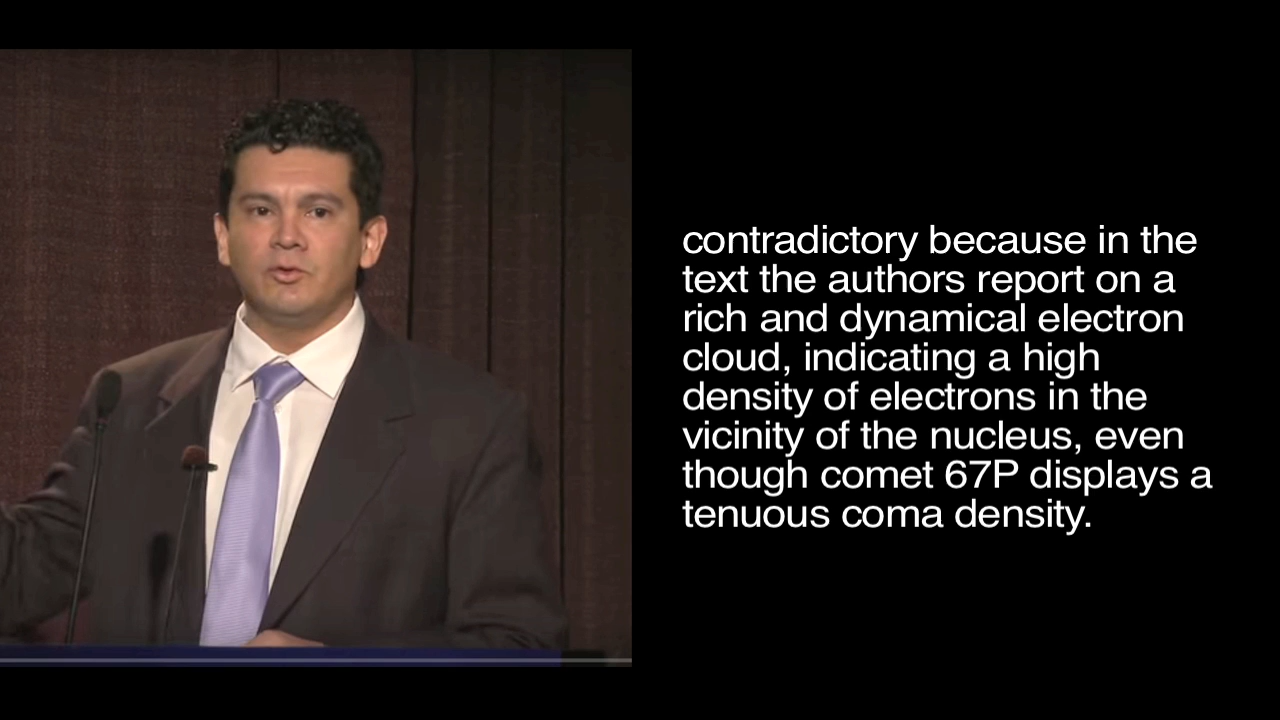 contradictory because in the
text the authors report on a
rich and dynamical electron
cloud, indicating a high
density of electrons in the
vicinity of the nucleus, even
though comet 67P displays a
tenuous coma density.